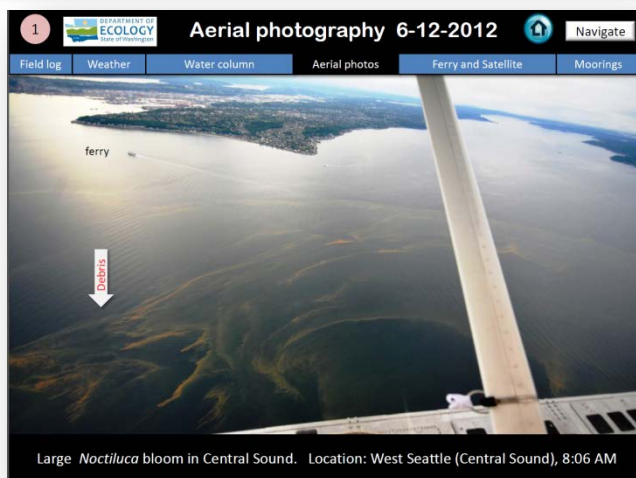 1
DEPARTMENT OF
ECOLOGY
State of Washington
Aerial photography 6-12-2012
Navigate
Field log
Weather
Water column
Aerial photos
Ferry and Satellite
Moorings
ferry
Debris
Large Noctiluca bloom in Central Sound. Location: West Seattle (Central Sound), 8:06 AM